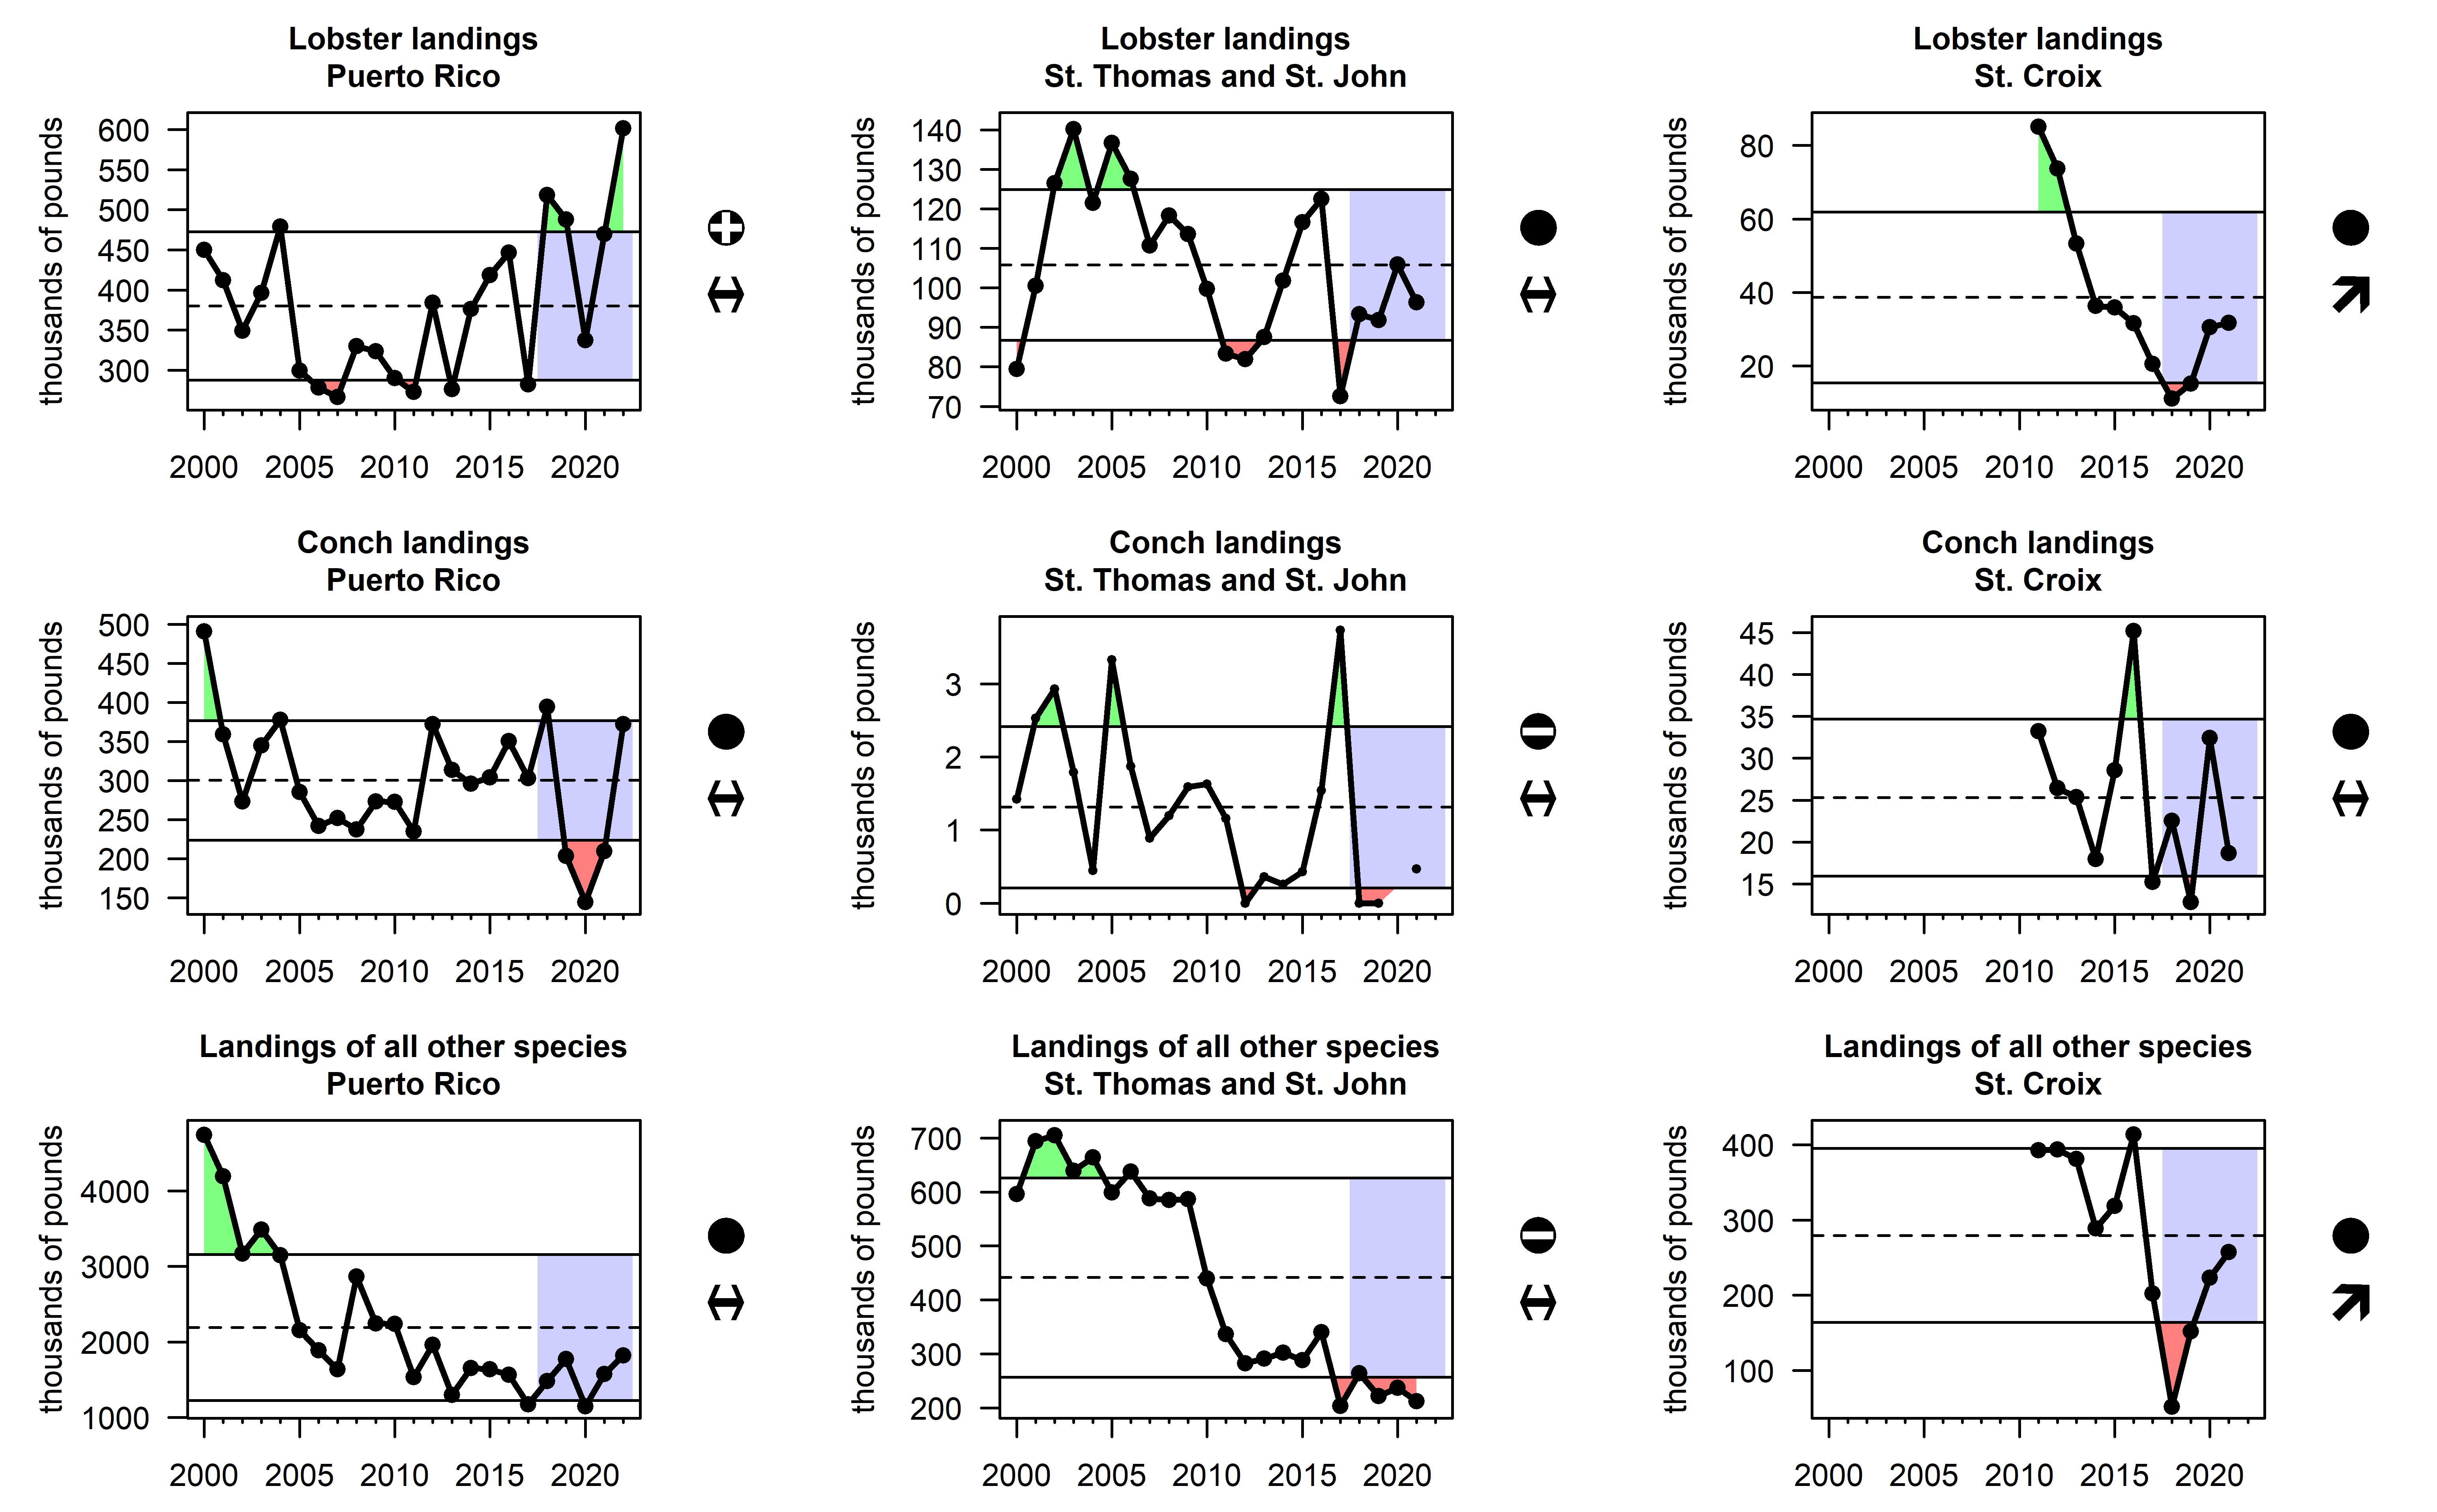 Lobster landings
Puerto Rico
thousands of pounds
600
550
500
450
400
350
300
2000 2005 2010 2015 2020
Lobster landings
St. Thomas and St. John
thousands of pounds
140
130
120
110
100
90
80
70
2000 2005 2010 2015 2020
Lobster landings
St. Croix
thousands of pounds
80
60
40
20
2000 2005 2010 2015 2020
Conch landings
Puerto Rico
thousands of pounds
500
450
400
350
300
250
200
150
2000 2005 2010 2015 2020
Conch landings
St. Thomas and St. John
thousands of pounds
3
2
1
0
2000 2005 2010 2015 2020
Conch landings
St. Croix
thousands of pounds
45
40
35
30
25
20
15
2000 2005 2010 2015 2020
Landings of all other species
Puerto Rico
thousands of pounds
4000
3000
2000
1000
2000 2005 2010 2015 2020
Landings of all other species
St. Thomas and St. John
thousands of pounds
700
600
500
400
300
200
2000 2005 2010 2015 2020
Landings of all other species
St. Croix
thousands of pounds
400
300
200
100
2000 2005 2010 2015 2020